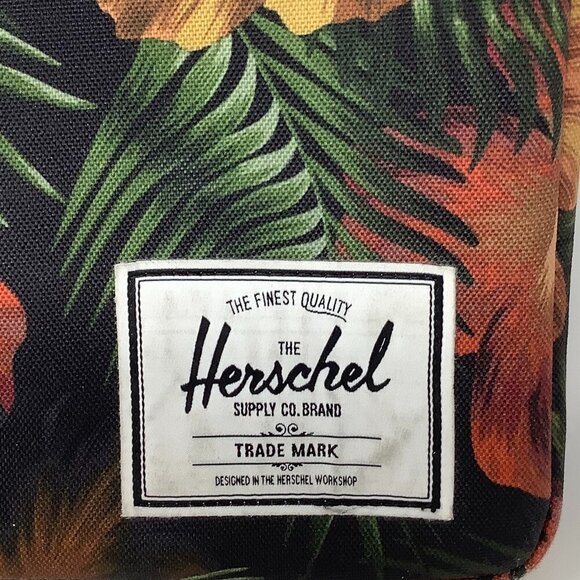 THE FINEST QUALITY
THE
Herschel
SUPPLY CO. BRAND
TRADE MARK
DESIGNED IN THE HERSCHEL WORKSHOP